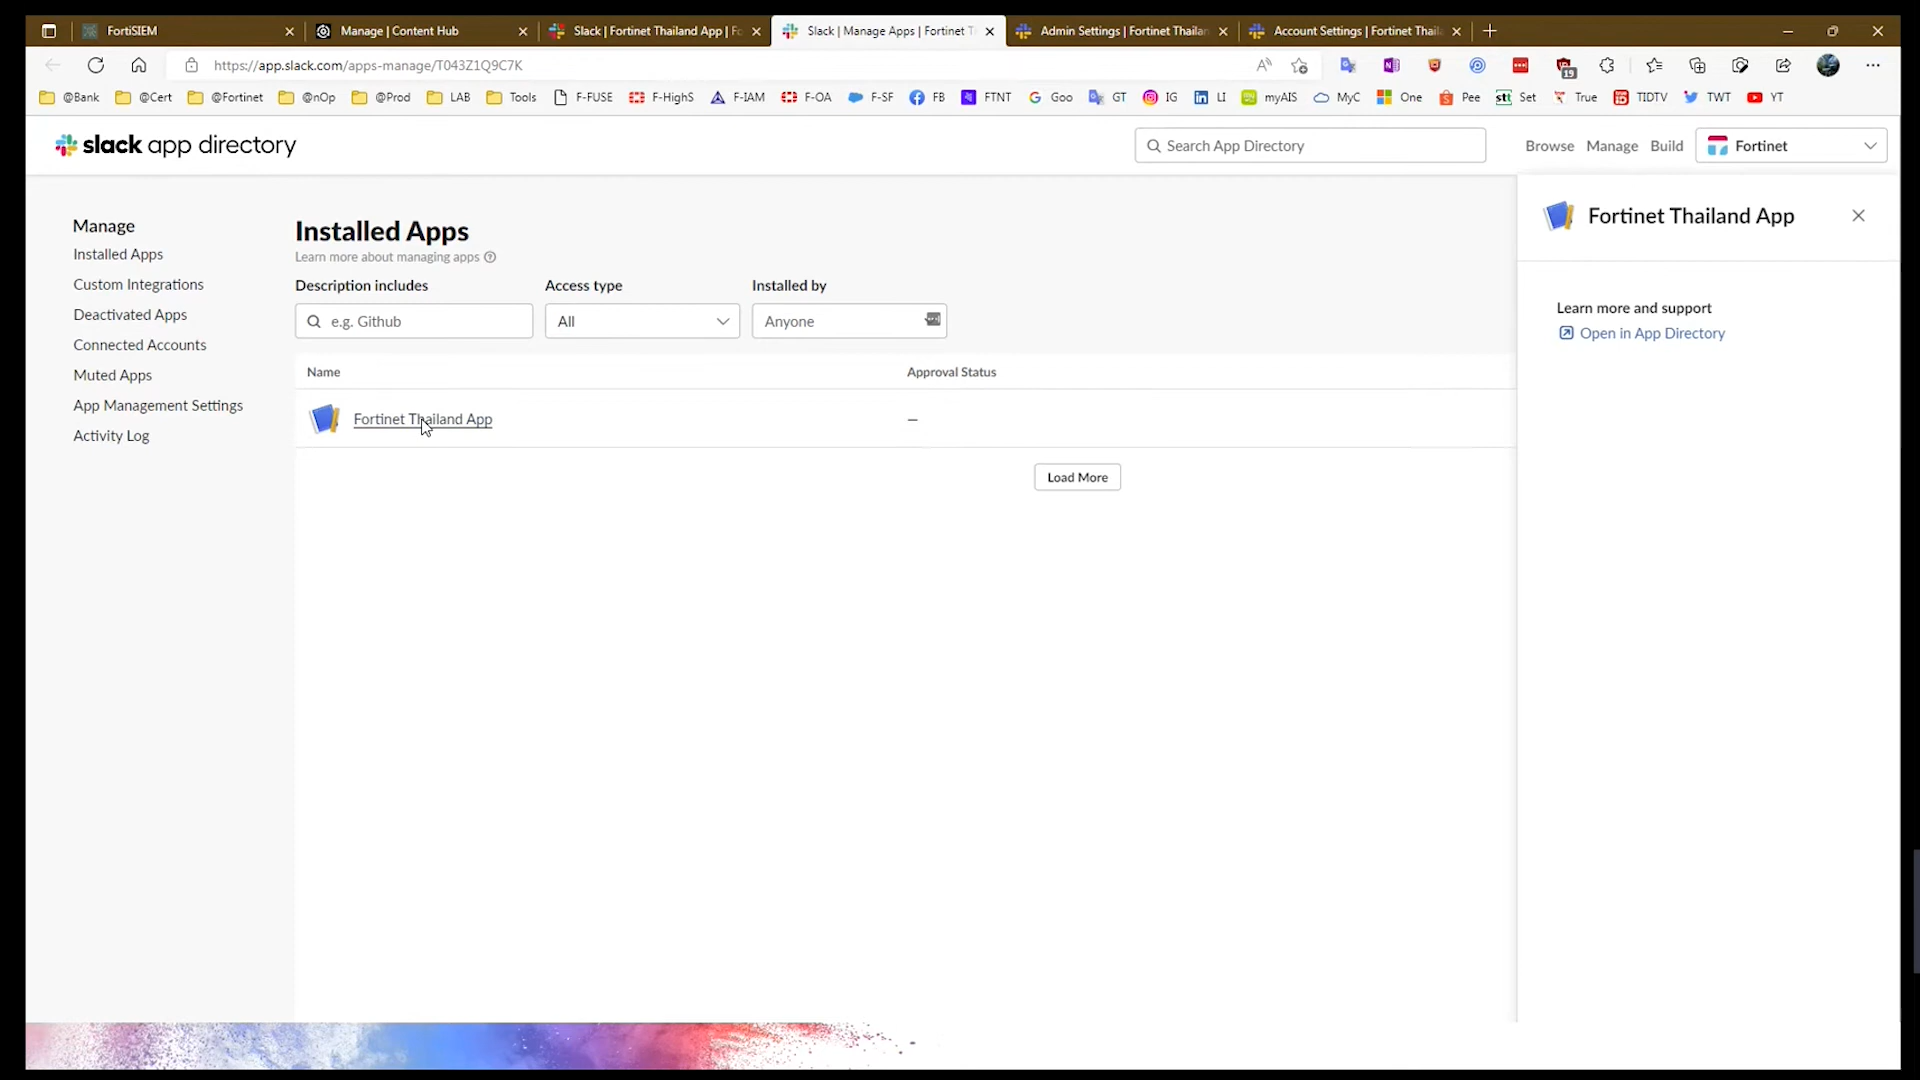 FortiSIEM
Manage | Content Hub
Slack | Fortinet Thailand App | Fo
Slack | Manage Apps | Fortinet T
Admin Settings | Fortinet Thailan
Account Settings | Fortinet Thail
https://app.slack.com/apps-manage/T043Z1Q9C7K
19
@Bank @Cert @Fortinet @nOp @Prod LAB Tools F-FUSE F-HighS F-IAM F-OA F-SF FB FTNT Goo GT IG LI myAIS MyC One Pee Set True TIDTV TWT YT
slack app directory
Search App Directory
Browse Manage Build
Fortinet
Manage
Installed Apps
Custom Integrations
Deactivated Apps
Connected Accounts
Muted Apps
App Management Settings
Activity Log
Installed Apps
Learn more about managing apps
Description includes
Access type
Installed by
e.g. Github
All
Anyone
Name
Approval Status
Fortinet Thailand App
—
Load More
Fortinet Thailand App
Learn more and support
Open in App Directory